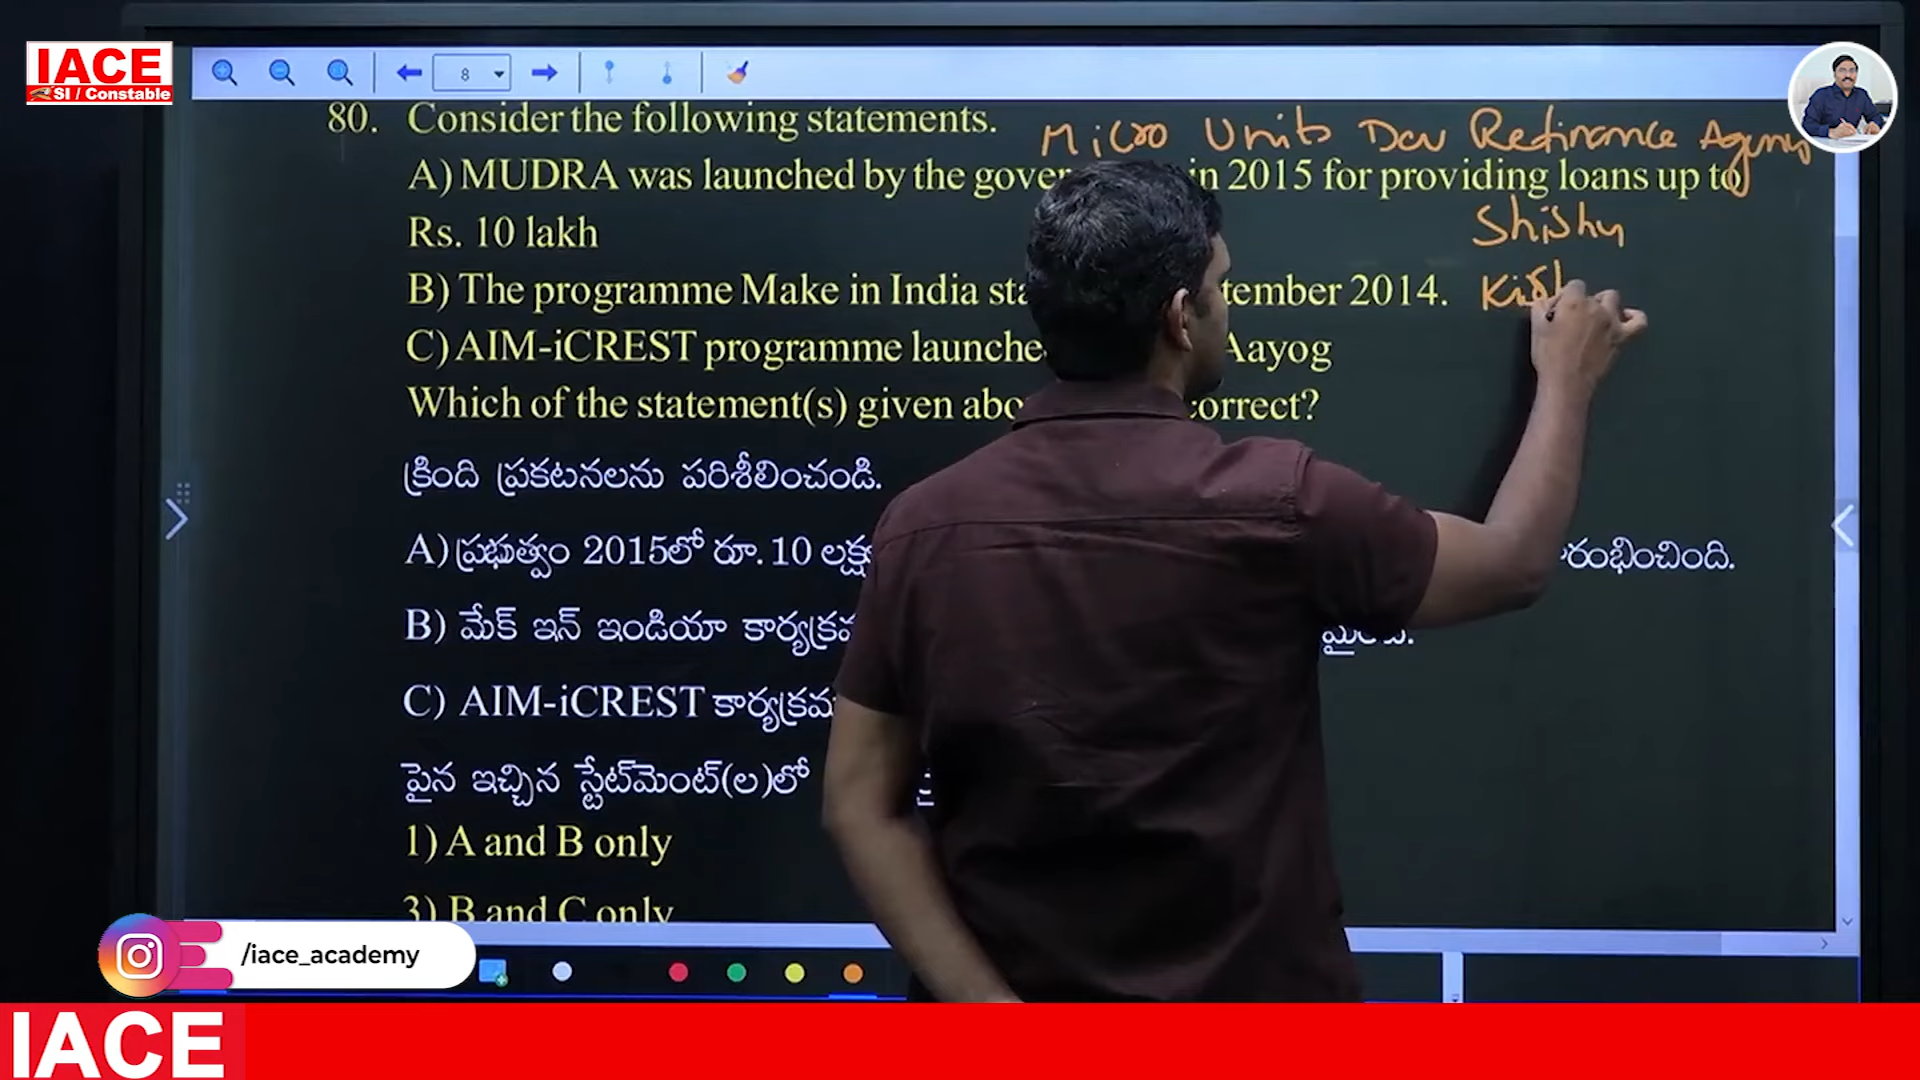 IACE
SI / Constable
8
80. Consider the following statements.
Micro Units Dev Refinance Agency
A) MUDRA was launched by the gover in 2015 for providing loans up to
Rs. 10 lakh
Shishu
B) The programme Make in India sta tember 2014.
Kish
C) AIM-iCREST programme launche Aayog
Which of the statement(s) given abo correct?
క్రింది ప్రకటనలను పరిశీలించండి.
A) ప్రభుత్వం 2015లో రూ. 10 లక్ష రంభించింది.
B) మేక్ ఇన్ ఇండియా కార్యక్రమ
C) AIM-iCREST కార్యక్రమ
పైన ఇచ్చిన స్టేట్‌మెంట్(ల)లో
1) A and B only
3) B and C only
/iace_academy
IACE